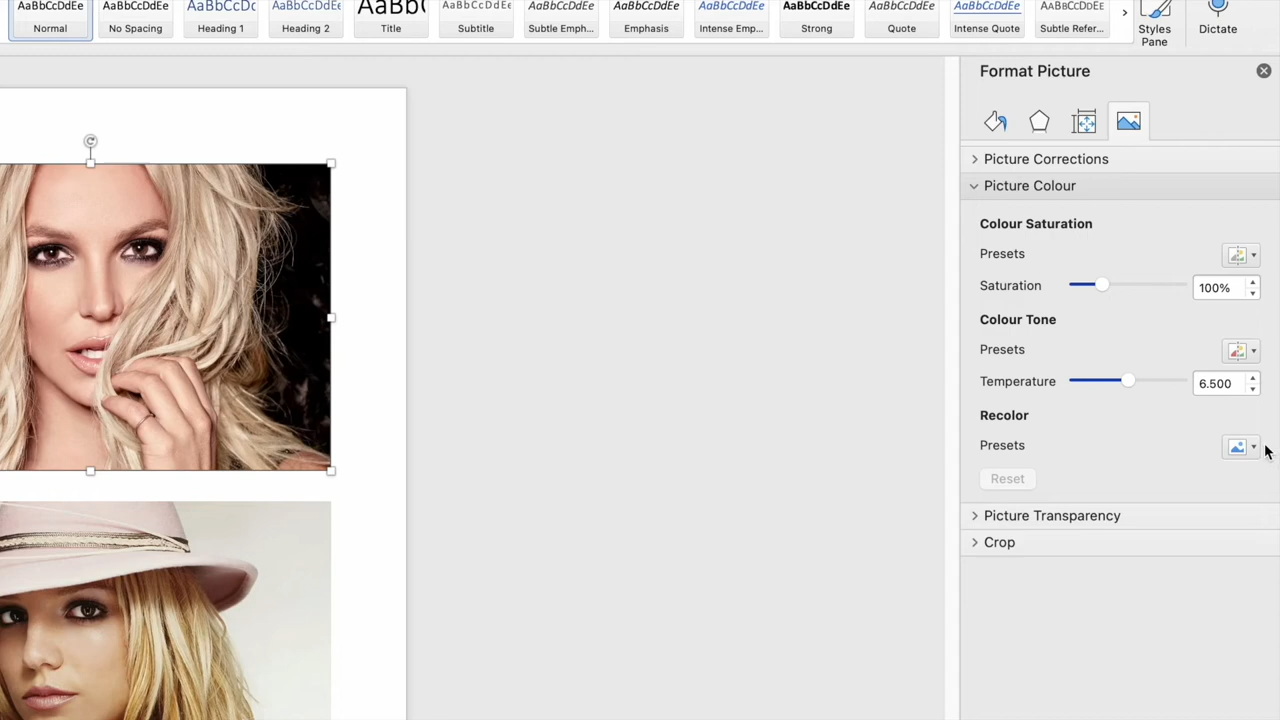 AaBbCcDdEe AaBbCcDdEe AaBbCcDc AaBbCcDdEe AaBbC AaBbCcDdEe AaBbCcDdEe AaBbCcDdEe AaBbCcDdEe AaBbCcDdEe AaBbCcDdEe AaBbCcDdEe AaBbCcDdEe
Normal No Spacing Heading 1 Heading 2 Title Subtitle Subtle Emph... Emphasis Intense Emp... Strong Quote Intense Quote Subtle Refer... Styles Pane Dictate
Format Picture
Picture Corrections
Picture Colour
Colour Saturation
Presets
Saturation 100%
Colour Tone
Presets
Temperature 6.500
Recolor
Presets
Reset
Picture Transparency
Crop